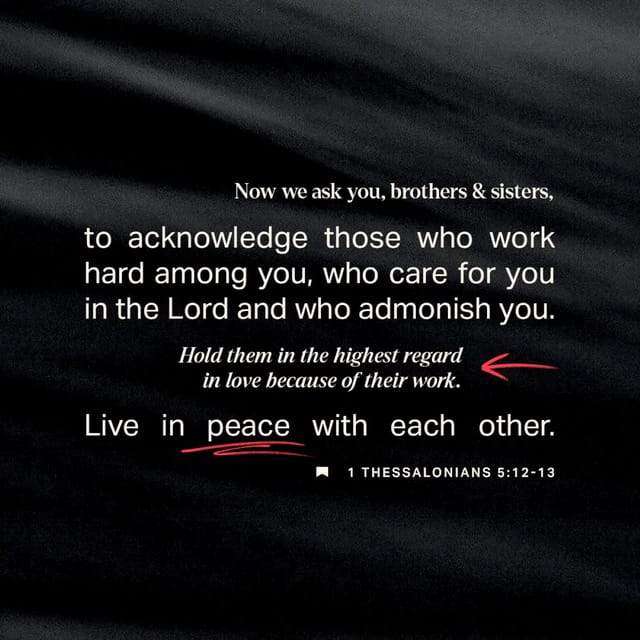 Now we ask you, brothers & sisters,
to acknowledge those who work
hard among you, who care for you
in the Lord and who admonish you.
Hold them in the highest regard
in love because of their work.
Live in peace with each other.
1 THESSALONIANS 5:12-13